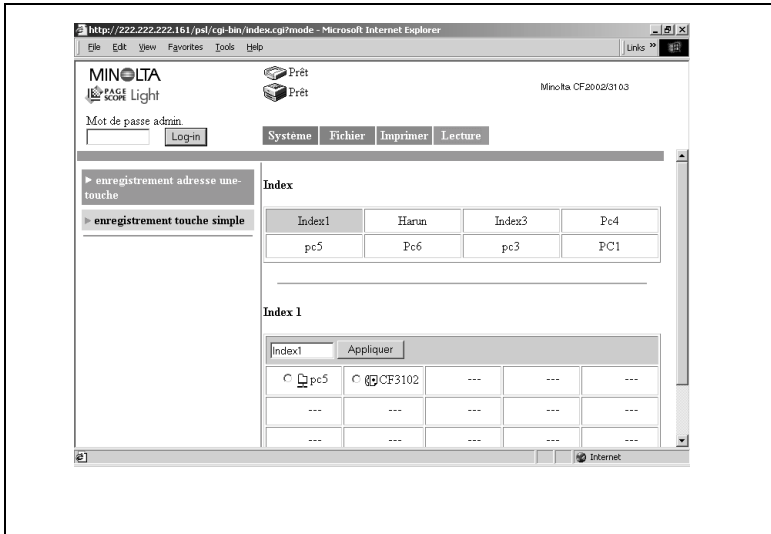 http://222.222.222.161/psl/cgi-bin/index.cgi?mode - Microsoft Internet Explorer
File Edit View Favorites Tools Help
Links »
MINOLTA
PAGE SCOPE Light
Prêt
Prêt
Minolta CF2002/3103
Mot de passe admin.
Log-in
Système Fichier Imprimer Lecture
enregistrement adresse une-
touche
enregistrement touche simple
Index
Index1 Harun Index3 Pc4
pc5 Pc6 pc3 PC1
Index 1
Index1 Appliquer
pc5 CF3102 --- --- ---
--- --- --- --- ---
--- --- --- --- ---
Internet